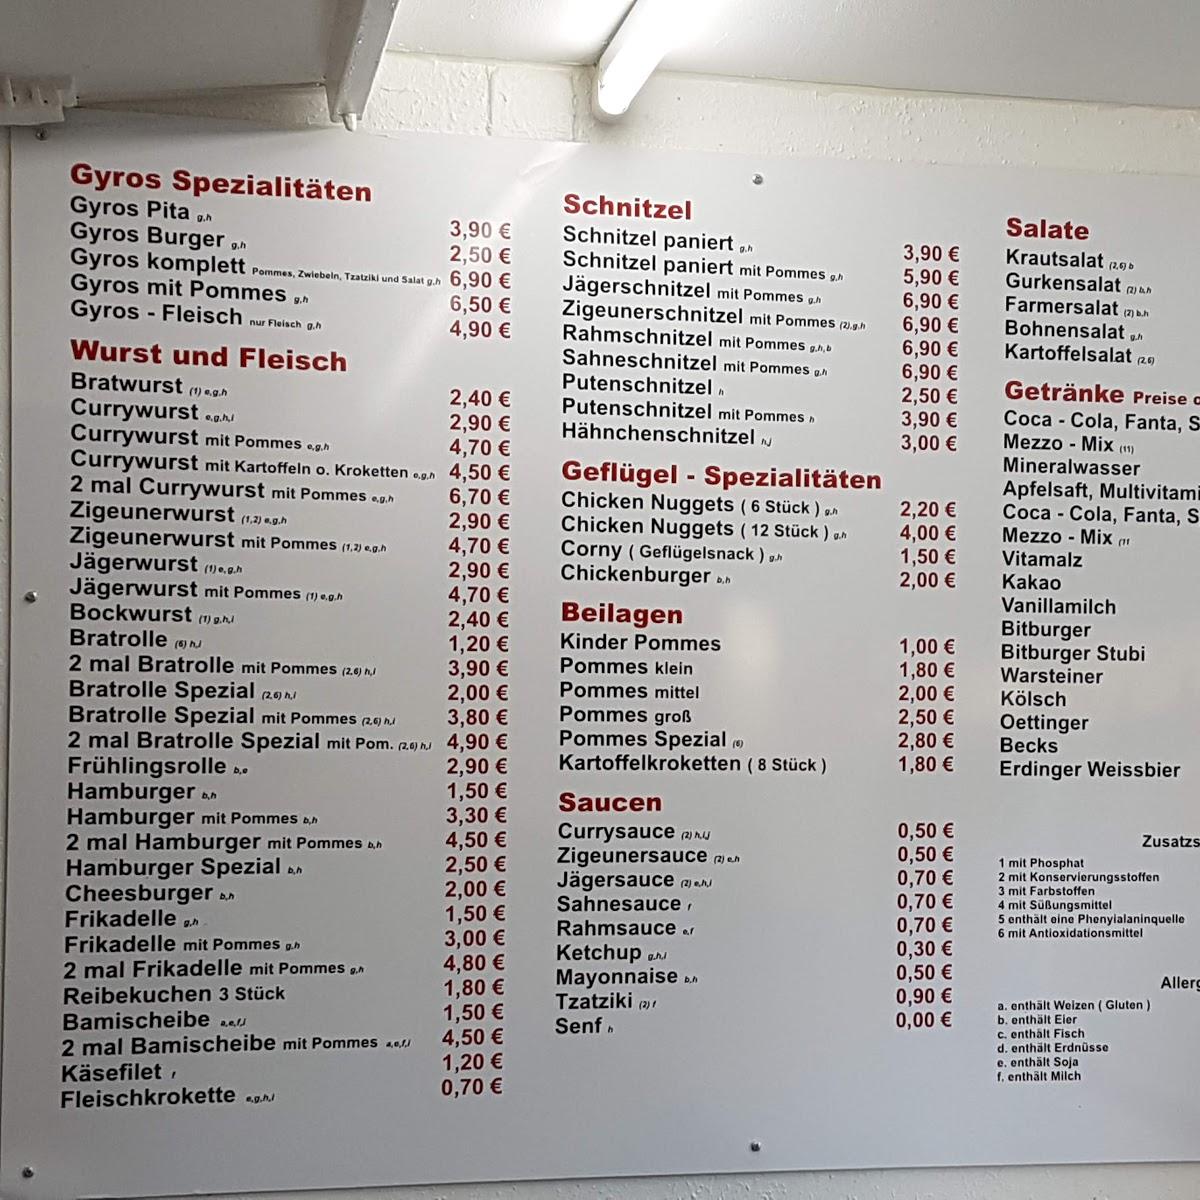 Gyros Spezialitäten
Gyros Pita g,h 3,90 €
Gyros Burger g,h 2,50 €
Gyros komplett Pommes, Zwiebeln, Tzatziki und Salat g,h 6,90 €
Gyros mit Pommes g,h 6,50 €
Gyros - Fleisch nur Fleisch g,h 4,90 €
Wurst und Fleisch
Bratwurst (1) e,g,h 2,40 €
Currywurst e,g,h,i 2,90 €
Currywurst mit Pommes e,g,h 4,70 €
Currywurst mit Kartoffeln o. Kroketten e,g,h 4,50 €
2 mal Currywurst mit Pommes e,g,h 6,70 €
Zigeunerwurst (1,2) e,g,h 2,90 €
Zigeunerwurst mit Pommes (1,2) e,g,h 4,70 €
Jägerwurst (1) e,g,h 2,90 €
Jägerwurst mit Pommes (1) e,g,h 4,70 €
Bockwurst (1) g,h,i 2,40 €
Bratrolle (6) h,i 1,20 €
2 mal Bratrolle mit Pommes (2,6) h,i 3,90 €
Bratrolle Spezial (2,6) h,i 2,00 €
Bratrolle Spezial mit Pommes (2,6) h,i 3,80 €
2 mal Bratrolle Spezial mit Pom. (2,6) h,i 4,90 €
Frühlingsrolle b,e 2,90 €
Hamburger b,h 1,50 €
Hamburger mit Pommes b,h 3,30 €
2 mal Hamburger mit Pommes b,h 4,50 €
Hamburger Spezial b,h 2,50 €
Cheesburger b,h 2,00 €
Frikadelle g,h 1,50 €
Frikadelle mit Pommes g,h 3,00 €
2 mal Frikadelle mit Pommes g,h 4,80 €
Reibekuchen 3 Stück 1,80 €
Bamischeibe a,e,f,i 1,50 €
2 mal Bamischeibe mit Pommes a,e,f,i 4,50 €
Käsefilet f 1,20 €
Fleischkrokette e,g,h,i 0,70 €
Schnitzel
Schnitzel paniert g,h 3,90 €
Schnitzel paniert mit Pommes g,h 5,90 €
Jägerschnitzel mit Pommes g,h 6,90 €
Zigeunerschnitzel mit Pommes (2),g,h 6,90 €
Rahmschnitzel mit Pommes g,h,b 6,90 €
Sahneschnitzel mit Pommes g,h 6,90 €
Putenschnitzel h 2,50 €
Putenschnitzel mit Pommes h 3,90 €
Hähnchenschnitzel h,j 3,00 €
Geflügel - Spezialitäten
Chicken Nuggets ( 6 Stück ) g,h 2,20 €
Chicken Nuggets ( 12 Stück ) g,h 4,00 €
Corny ( Geflügelsnack ) g,h 1,50 €
Chickenburger b,h 2,00 €
Beilagen
Kinder Pommes 1,00 €
Pommes klein 1,80 €
Pommes mittel 2,00 €
Pommes groß 2,50 €
Pommes Spezial (6) 2,80 €
Kartoffelkroketten ( 8 Stück ) 1,80 €
Saucen
Currysauce (2) h,i,j 0,50 €
Zigeunersauce (2) e,h 0,50 €
Jägersauce (2) e,h,i 0,70 €
Sahnesauce f 0,70 €
Rahmsauce e,f 0,70 €
Ketchup g,h,i 0,30 €
Mayonnaise b,h 0,50 €
Tzatziki (2) f 0,90 €
Senf h 0,00 €
Salate
Krautsalat (2,6) b
Gurkensalat (2) b,h
Farmersalat (2) b,h
Bohnensalat g,h
Kartoffelsalat (2,6)
Getränke Preise
Coca - Cola, Fanta, S
Mezzo - Mix (11)
Mineralwasser
Apfelsaft, Multivitami
Coca - Cola, Fanta, S
Mezzo - Mix (11
Vitamalz
Kakao
Vanillamilch
Bitburger
Bitburger Stubi
Warsteiner
Kölsch
Oettinger
Becks
Erdinger Weissbier
Zusatzs
1 mit Phosphat
2 mit Konservierungsstoffen
3 mit Farbstoffen
4 mit Süßungsmittel
5 enthält eine Phenyialaninquelle
6 mit Antioxidationsmittel
Allerg
a. enthält Weizen ( Gluten )
b. enthält Eier
c. enthält Fisch
d. enthält Erdnüsse
e. enthält Soja
f. enthält Milch